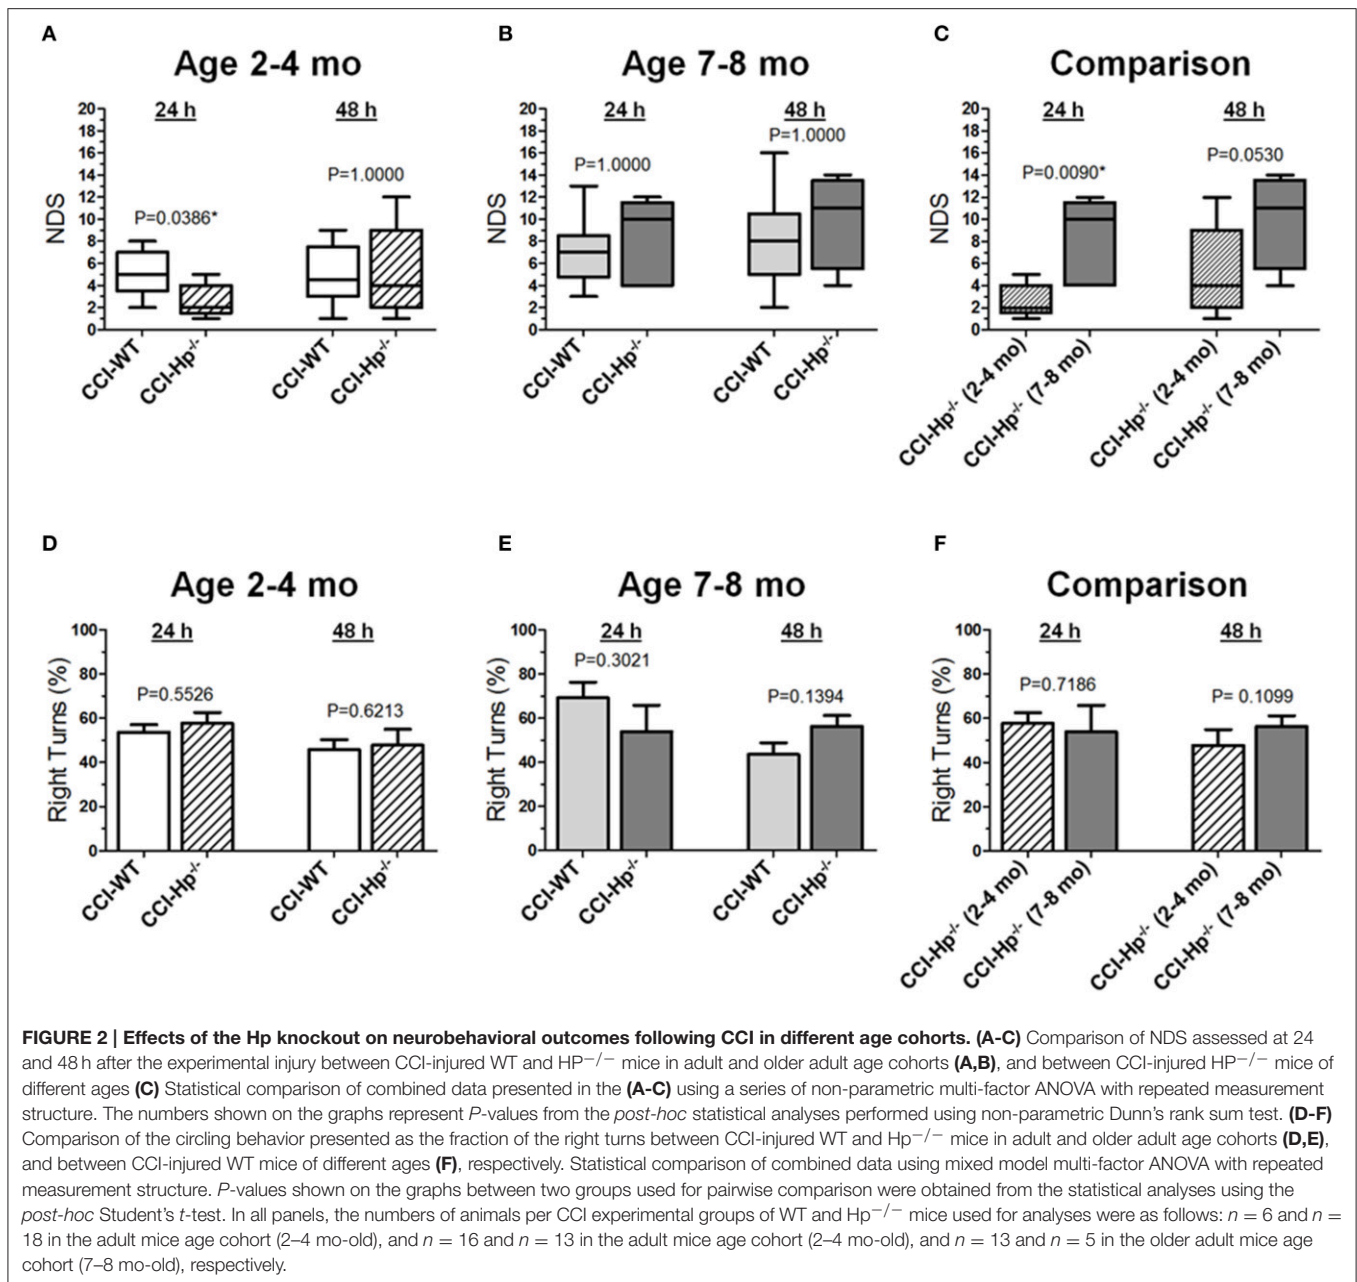 A
Age 2-4 mo
24 h
48 h
NDS
20
18
16
14
12
10
8
6
4
2
0
P=0.0386*
P=1.0000
CCI-WT
CCI-Hp-/-
CCI-WT
CCI-Hp-/-
B
Age 7-8 mo
24 h
48 h
NDS
20
18
16
14
12
10
8
6
4
2
0
P=1.0000
P=1.0000
CCI-WT
CCI-Hp-/-
CCI-WT
CCI-Hp-/-
C
Comparison
24 h
48 h
NDS
20
18
16
14
12
10
8
6
4
2
0
P=0.0090*
P=0.0530
CCI-Hp-/- (2-4 mo)
CCI-Hp-/- (7-8 mo)
CCI-Hp-/- (2-4 mo)
CCI-Hp-/- (7-8 mo)
D
Age 2-4 mo
24 h
48 h
Right Turns (%)
100
80
60
40
20
0
P=0.5526
P=0.6213
CCI-WT
CCI-Hp-/-
CCI-WT
CCI-Hp-/-
E
Age 7-8 mo
24 h
48 h
Right Turns (%)
100
80
60
40
20
0
P=0.3021
P=0.1394
CCI-WT
CCI-Hp-/-
CCI-WT
CCI-Hp-/-
F
Comparison
24 h
48 h
Right Turns (%)
100
80
60
40
20
0
P=0.7186
P= 0.1099
CCI-Hp-/- (2-4 mo)
CCI-Hp-/- (7-8 mo)
CCI-Hp-/- (2-4 mo)
CCI-Hp-/- (7-8 mo)
FIGURE 2 | Effects of the Hp knockout on neurobehavioral outcomes following CCI in different age cohorts. (A-C) Comparison of NDS assessed at 24
and 48 h after the experimental injury between CCI-injured WT and HP−/− mice in adult and older adult age cohorts (A,B), and between CCI-injured HP−/− mice of
different ages (C) Statistical comparison of combined data presented in the (A-C) using a series of non-parametric multi-factor ANOVA with repeated measurement
structure. The numbers shown on the graphs represent P-values from the post-hoc statistical analyses performed using non-parametric Dunn's rank sum test. (D-F)
Comparison of the circling behavior presented as the fraction of the right turns between CCI-injured WT and Hp−/− mice in adult and older adult age cohorts (D,E),
and between CCI-injured WT mice of different ages (F), respectively. Statistical comparison of combined data using mixed model multi-factor ANOVA with repeated
measurement structure. P-values shown on the graphs between two groups used for pairwise comparison were obtained from the statistical analyses using the
post-hoc Student's t-test. In all panels, the numbers of animals per CCI experimental groups of WT and Hp−/− mice used for analyses were as follows: n = 6 and n =
18 in the adult mice age cohort (2–4 mo-old), and n = 16 and n = 13 in the adult mice age cohort (2–4 mo-old), and n = 13 and n = 5 in the older adult mice age
cohort (7–8 mo-old), respectively.